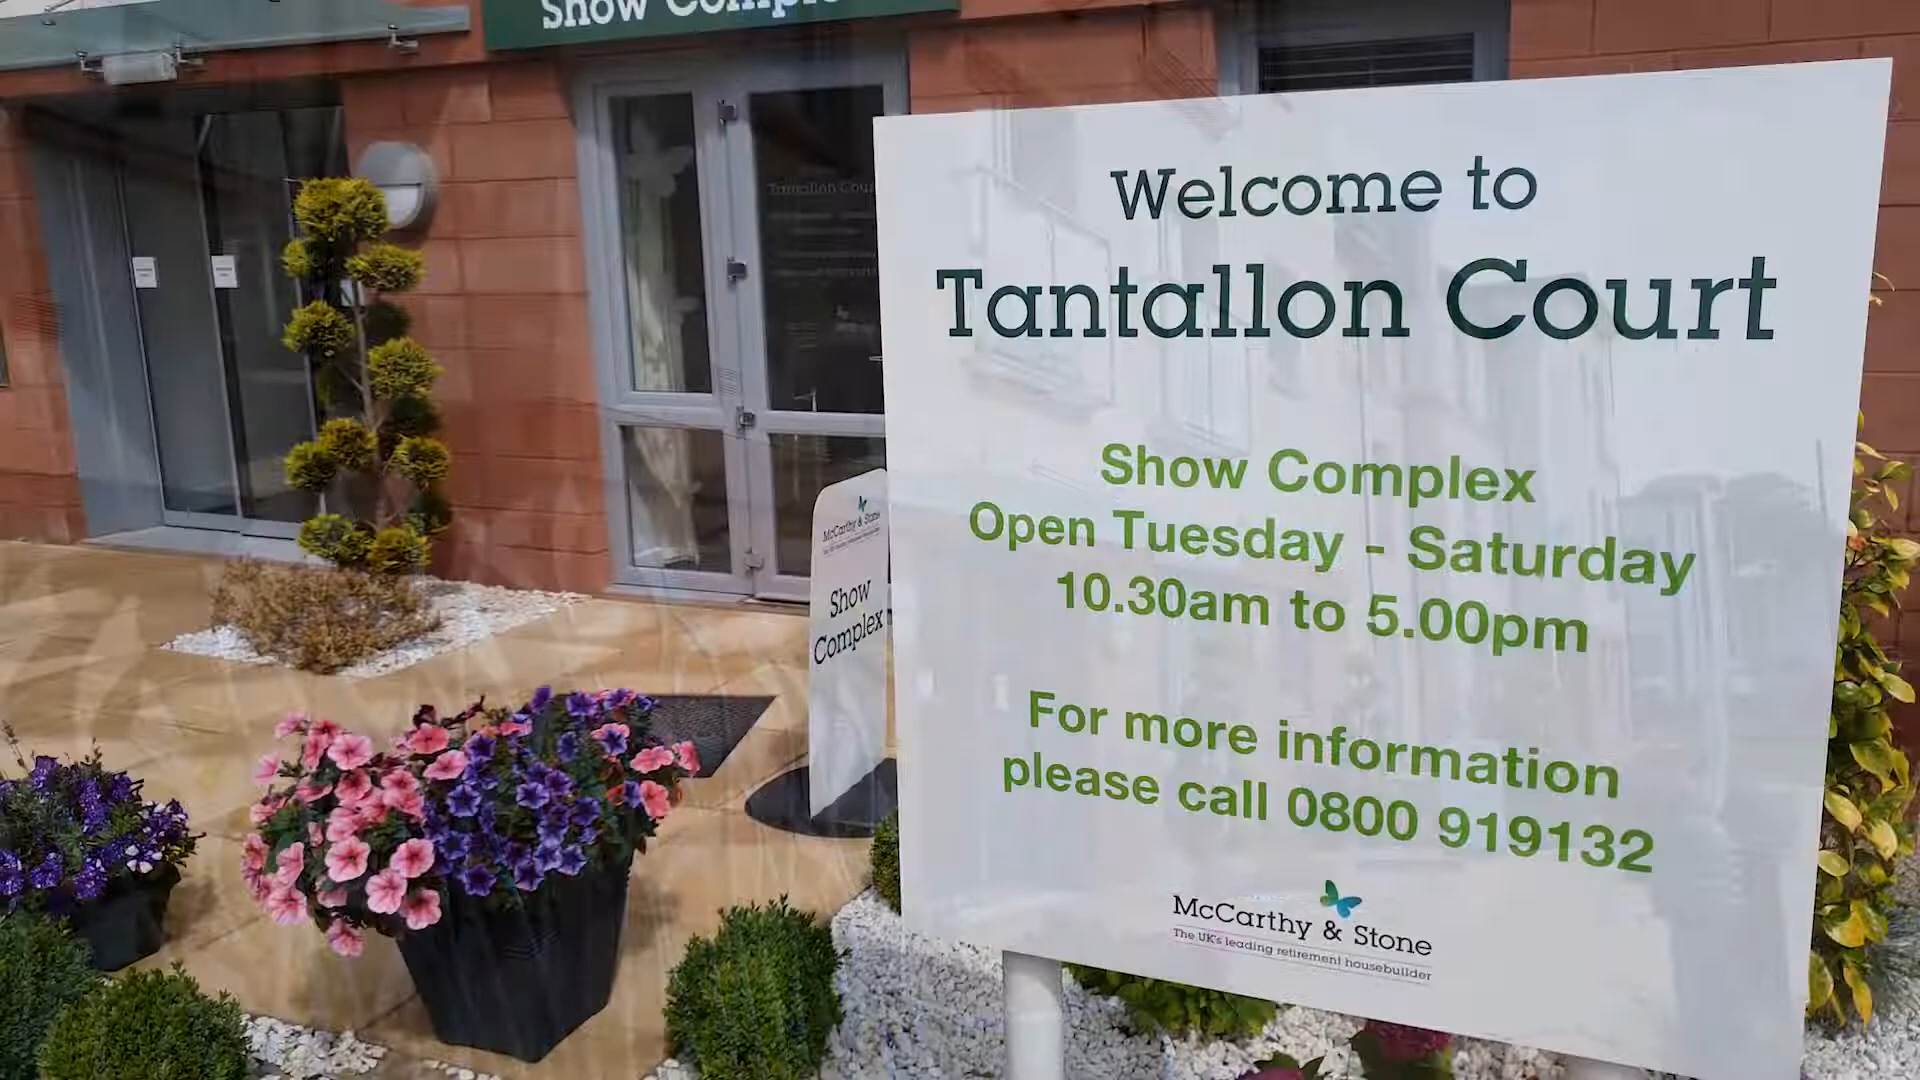 Show Comple
Welcome to
Tantallon Court
Show Complex
Open Tuesday - Saturday
10.30am to 5.00pm
For more information
please call 0800 919132
McCarthy & Stone
The UK's leading retirement housebuilder
McCarthy & Stone
Show
Complex
Tantallon Cour